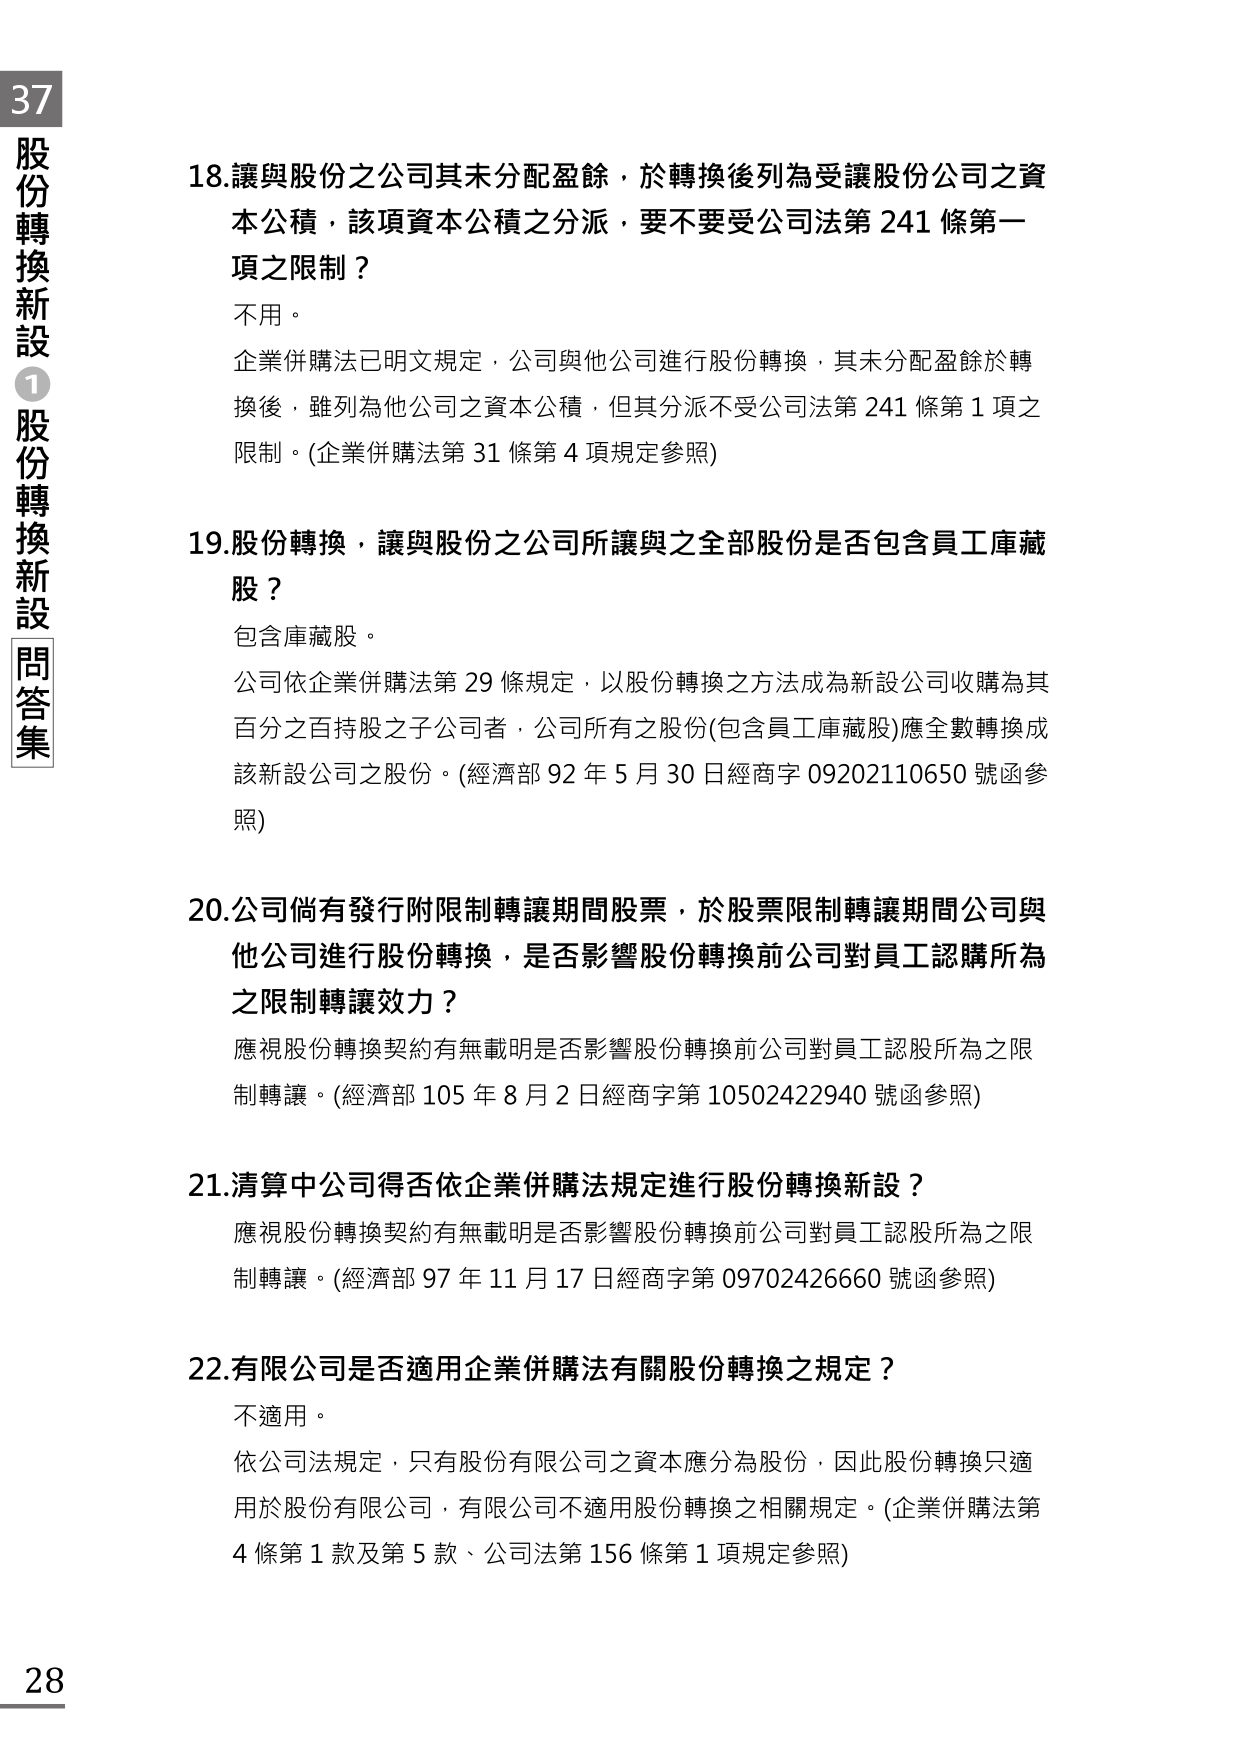 37
股份轉換新設❶股份轉換新設問答集
18.讓與股份之公司其未分配盈餘，於轉換後列為受讓股份公司之資
本公積，該項資本公積之分派，要不要受公司法第 241 條第一
項之限制？
不用。
企業併購法已明文規定，公司與他公司進行股份轉換，其未分配盈餘於轉
換後，雖列為他公司之資本公積，但其分派不受公司法第 241 條第 1 項之
限制。(企業併購法第 31 條第 4 項規定參照)
19.股份轉換，讓與股份之公司所讓與之全部股份是否包含員工庫藏
股？
包含庫藏股。
公司依企業併購法第 29 條規定，以股份轉換之方法成為新設公司收購為其
百分之百持股之子公司者，公司所有之股份(包含員工庫藏股)應全數轉換成
該新設公司之股份。(經濟部 92 年 5 月 30 日經商字 09202110650 號函參
照)
20.公司倘有發行附限制轉讓期間股票，於股票限制轉讓期間公司與
他公司進行股份轉換，是否影響股份轉換前公司對員工認購所為
之限制轉讓效力？
應視股份轉換契約有無載明是否影響股份轉換前公司對員工認股所為之限
制轉讓。(經濟部 105 年 8 月 2 日經商字第 10502422940 號函參照)
21.清算中公司得否依企業併購法規定進行股份轉換新設？
應視股份轉換契約有無載明是否影響股份轉換前公司對員工認股所為之限
制轉讓。(經濟部 97 年 11 月 17 日經商字第 09702426660 號函參照)
22.有限公司是否適用企業併購法有關股份轉換之規定？
不適用。
依公司法規定，只有股份有限公司之資本應分為股份，因此股份轉換只適
用於股份有限公司，有限公司不適用股份轉換之相關規定。(企業併購法第
4 條第 1 款及第 5 款、公司法第 156 條第 1 項規定參照)
28